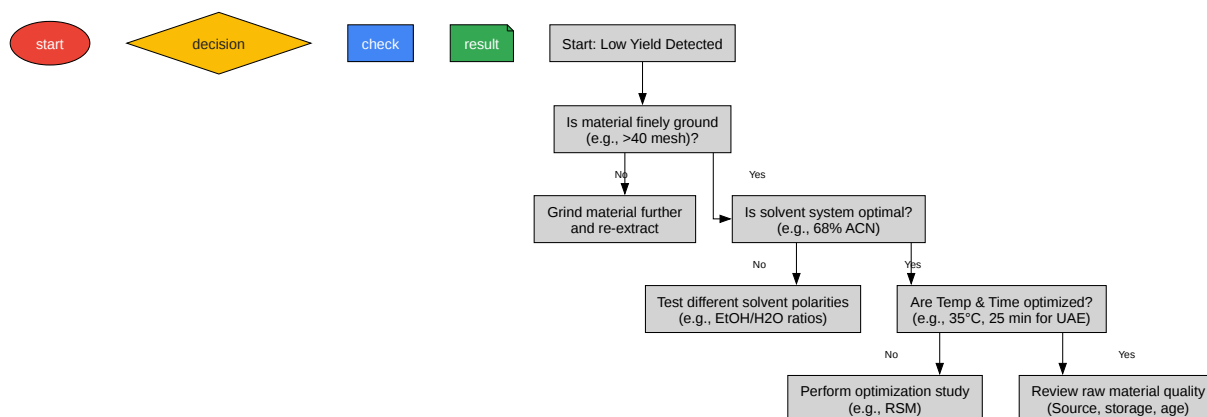 start
decision
check
result
Start: Low Yield Detected
Is material finely ground
(e.g., >40 mesh)?
No
Yes
Grind material further
and re-extract
Is solvent system optimal?
(e.g., 68% ACN)
No
Yes
Test different solvent polarities
(e.g., EtOH/H2O ratios)
Are Temp & Time optimized?
(e.g., 35°C, 25 min for UAE)
No
Yes
Perform optimization study
(e.g., RSM)
Review raw material quality
(Source, storage, age)